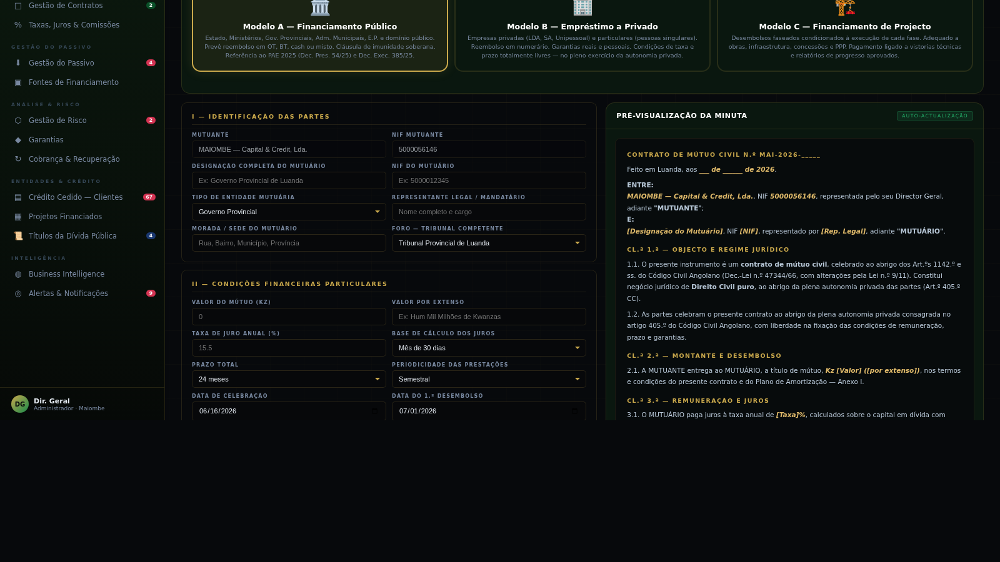 Gestão de Contratos 2
% Taxas, Juros & Comissões
GESTÃO DO PASSIVO
Gestão do Passivo 4
Fontes de Financiamento
ANÁLISE & RISCO
Gestão de Risco 2
Garantias
Cobrança & Recuperação
ENTIDADES & CRÉDITO
Crédito Cedido — Clientes 67
Projetos Financiados
Títulos da Dívida Pública 4
INTELIGÊNCIA
Business Intelligence
Alertas & Notificações 9
DG
Dir. Geral
Administrador · Maiombe
Modelo A — Financiamento Público
Estado, Ministérios, Gov. Provinciais, Adm. Municipais, E.P. e domínio público.
Prevê reembolso em OT, BT, cash ou misto. Cláusula de imunidade soberana.
Referência ao PAE 2025 (Dec. Pres. 54/25) e Dec. Exec. 385/25.
Modelo B — Empréstimo a Privado
Empresas privadas (LDA, SA, Unipessoal) e particulares (pessoas singulares).
Reembolso em numerário. Garantias reais e pessoais. Condições de taxa e
prazo totalmente livres — no pleno exercício da autonomia privada.
Modelo C — Financiamento de Projecto
Desembolsos faseados condicionados à execução de cada fase. Adequado a
obras, infraestrutura, concessões e PPP. Pagamento ligado a vistorias técnicas
e relatórios de progresso aprovados.
I — IDENTIFICAÇÃO DAS PARTES
MUTUANTE
MAIOMBE — Capital & Credit, Lda.
NIF MUTUANTE
5000056146
DESIGNAÇÃO COMPLETA DO MUTUÁRIO
Ex: Governo Provincial de Luanda
NIF DO MUTUÁRIO
Ex: 5000012345
TIPO DE ENTIDADE MUTUÁRIA
Governo Provincial
REPRESENTANTE LEGAL / MANDATÁRIO
Nome completo e cargo
MORADA / SEDE DO MUTUÁRIO
Rua, Bairro, Município, Província
FORO — TRIBUNAL COMPETENTE
Tribunal Provincial de Luanda
II — CONDIÇÕES FINANCEIRAS PARTICULARES
VALOR DO MÚTUO (KZ)
0
VALOR POR EXTENSO
Ex: Hum Mil Milhões de Kwanzas
TAXA DE JURO ANUAL (%)
15.5
BASE DE CÁLCULO DOS JUROS
Mês de 30 dias
PRAZO TOTAL
24 meses
PERIODICIDADE DAS PRESTAÇÕES
Semestral
DATA DE CELEBRAÇÃO
06/16/2026
DATA DO 1.º DESEMBOLSO
07/01/2026
PRÉ-VISUALIZAÇÃO DA MINUTA
AUTO-ACTUALIZAÇÃO
CONTRATO DE MÚTUO CIVIL N.º MAI-2026-_____
Feito em Luanda, aos ___ de ______ de 2026.
ENTRE:
MAIOMBE — Capital & Credit, Lda., NIF 5000056146, representada pelo seu Director Geral,
adiante "MUTUANTE";
E:
[Designação do Mutuário], NIF [NIF], representado por [Rep. Legal], adiante "MUTUÁRIO".
CL.ª 1.ª — OBJECTO E REGIME JURÍDICO
1.1. O presente instrumento é um contrato de mútuo civil, celebrado ao abrigo dos Art.ºs 1142.º e
ss. do Código Civil Angolano (Dec.-Lei n.º 47344/66, com alterações pela Lei n.º 9/11). Constitui
negócio jurídico de Direito Civil puro, ao abrigo da plena autonomia privada das partes (Art.º 405.º
CC).
1.2. As partes celebram o presente contrato ao abrigo da plena autonomia privada consagrada no
artigo 405.º do Código Civil Angolano, com liberdade na fixação das condições de remuneração,
prazo e garantias.
CL.ª 2.ª — MONTANTE E DESEMBOLSO
2.1. A MUTUANTE entrega ao MUTUÁRIO, a título de mútuo, Kz [Valor] ([por extenso]), nos termos
e condições do presente contrato e do Plano de Amortização — Anexo I.
CL.ª 3.ª — REMUNERAÇÃO E JUROS
3.1. O MUTUÁRIO paga juros à taxa anual de [Taxa]%, calculados sobre o capital em dívida com